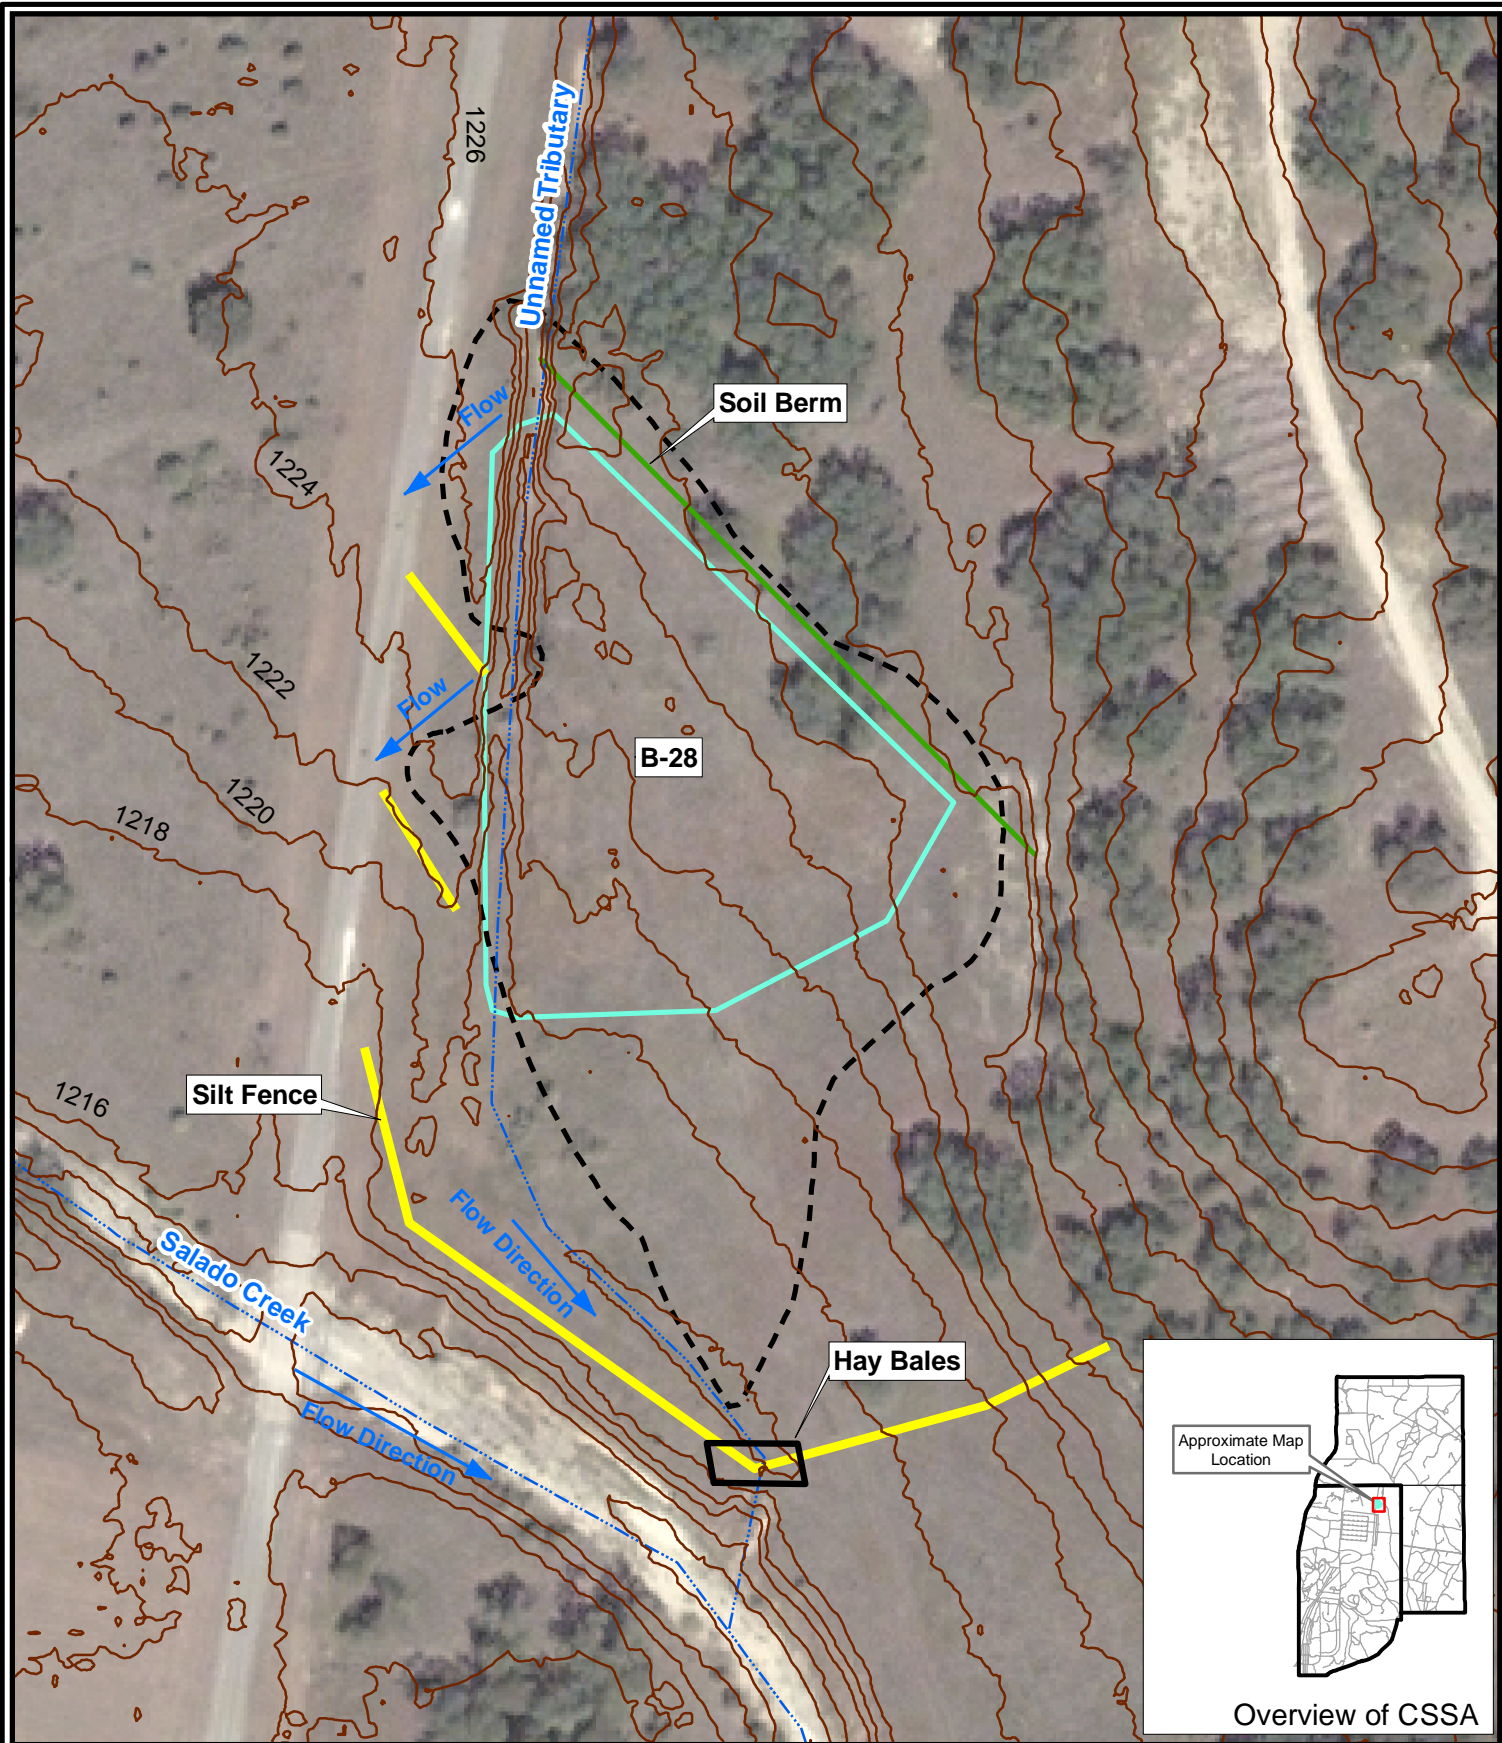 1226
Unnamed Tributary
Soil Berm
Flow
1224
1222
Flow
B-28
1220
1218
Silt Fence
1216
Flow Direction
Salado Creek
Hay Bales
Flow Direction
Approximate Map
Location
Overview of CSSA